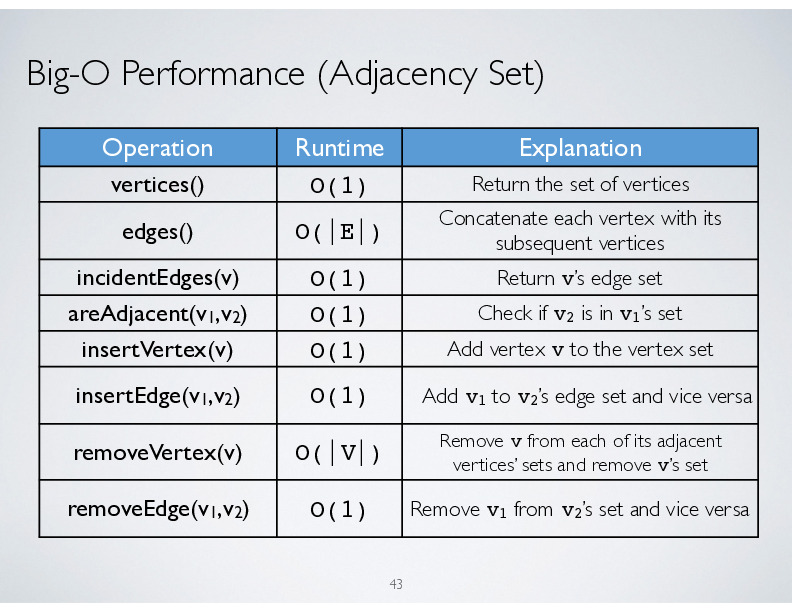 Big-O Performance (Adjacency Set)
Operation Runtime Explanation
vertices() O(1) Return the set of vertices
edges() O(|E|) Concatenate each vertex with its
subsequent vertices
incidentEdges(v) O(1) Return v's edge set
areAdjacent(v₁,v₂) O(1) Check if v₂ is in v₁'s set
insertVertex(v) O(1) Add vertex v to the vertex set
insertEdge(v₁,v₂) O(1) Add v₁ to v₂'s edge set and vice versa
removeVertex(v) O(|V|) Remove v from each of its adjacent
vertices' sets and remove v's set
removeEdge(v₁,v₂) O(1) Remove v₁ from v₂'s set and vice versa
43